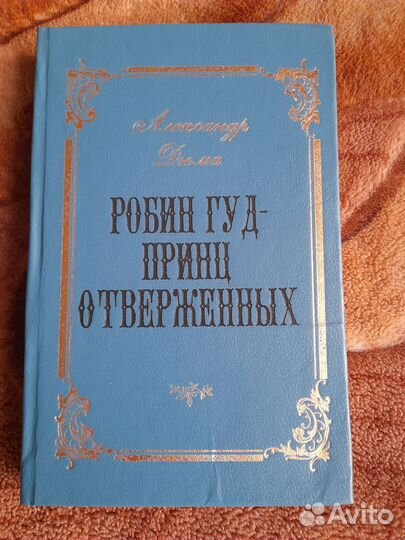 Александр
Дюма
РОБИН ГУД-
ПРИНЦ
ОТВЕРЖЕННЫХ
Avito